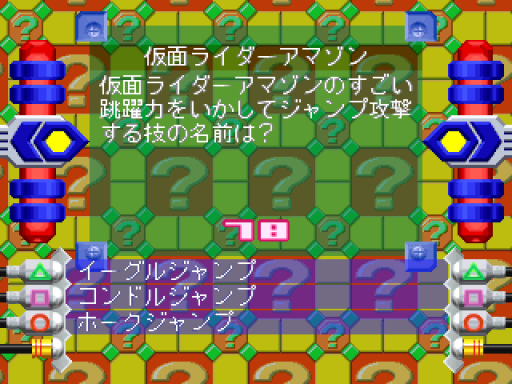 仮面ライダーアマゾン
仮面ライダーアマゾンのすごい
跳躍力をいかしてジャンプ攻撃
する技の名前は?
78
イーグルジャンプ
コンドルジャンプ
ホークジャンプ